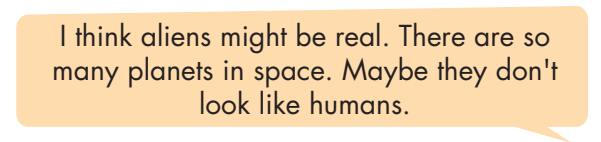 I think aliens might be real. There are so
many planets in space. Maybe they don't
look like humans.